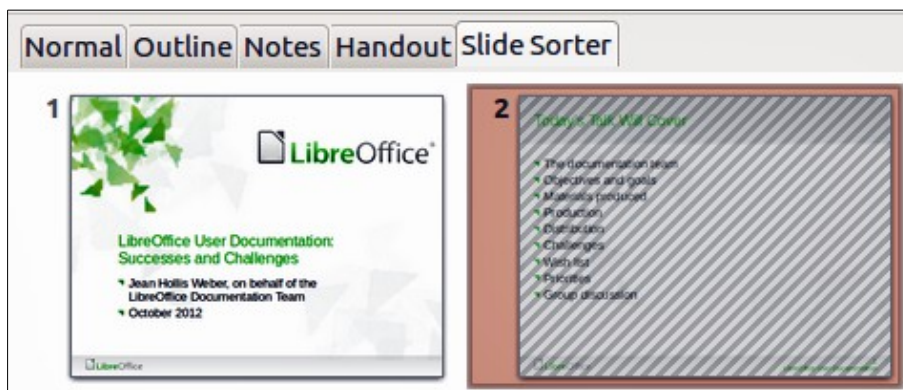 Normal Outline Notes Handout Slide Sorter
1
LibreOffice
LibreOffice User Documentation:
Successes and Challenges
Jean Hollis Weber, on behalf of the
LibreOffice Documentation Team
October 2012
LibreOffice
2
Today's Talk Will Cover
The documentation team
Objectives and goals
Materials produced
Production
Distribution
Challenges
Wish list
Priorities
Group discussion
LibreOffice